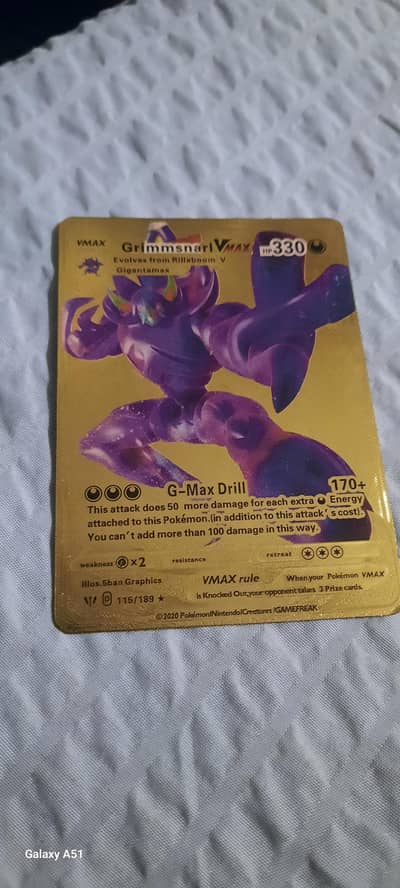 VMAX
Grimmsnarl VMAX HP 330
Evolves from Rillaboom V
Gigantamax
G-Max Drill 170+
This attack does 50 more damage for each extra Energy
attached to this Pokémon.(in addition to this attack's cost).
You can't add more than 100 damage in this way.
weakness ×2 resistance retreat
Illus.5ban Graphics VMAX rule When your Pokémon VMAX
is Knocked Out,your opponent takes 3 Prize cards.
D 115/189 ★
©2020 Pokémon/Nintendo/Creatures /GAMEFREAK
Galaxy A51